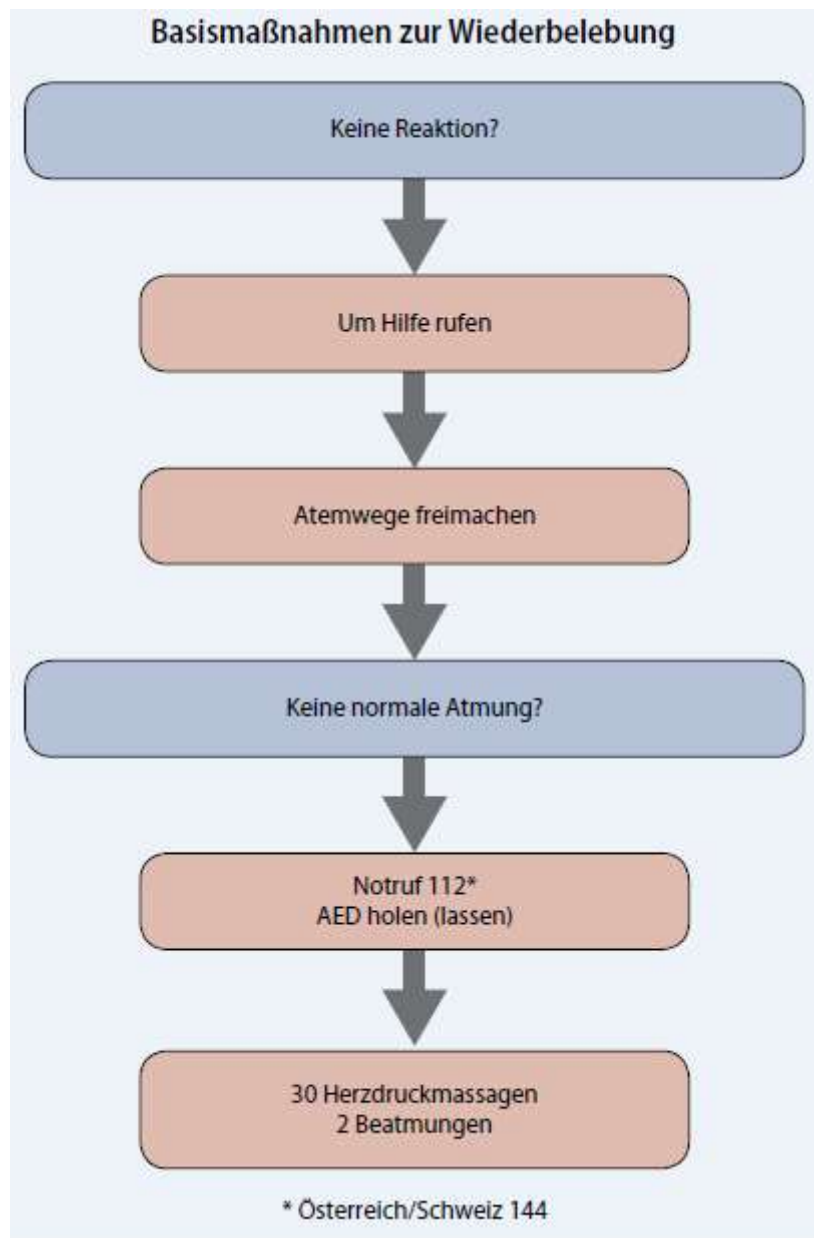 Basismaßnahmen zur Wiederbelebung
Keine Reaktion?
Um Hilfe rufen
Atemwege freimachen
Keine normale Atmung?
Notruf 112*
AED holen (lassen)
30 Herzdruckmassagen
2 Beatmungen
* Österreich/Schweiz 144